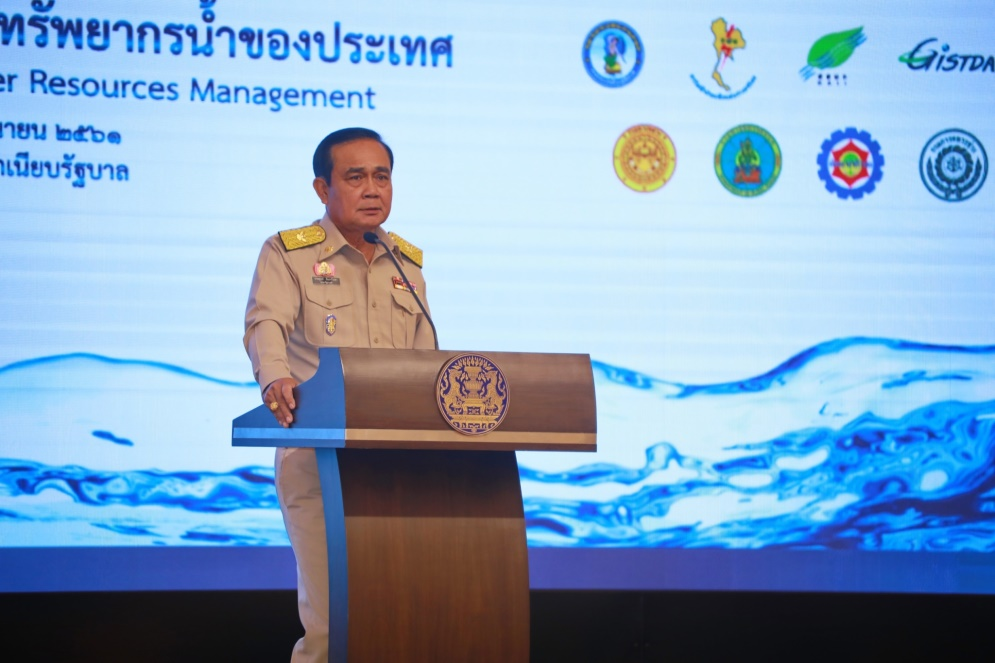 ทรัพยากรน้ำของประเทศ
er Resources Management
ายน ๒๕๖๑
เนียบรัฐบาล
GISTDA